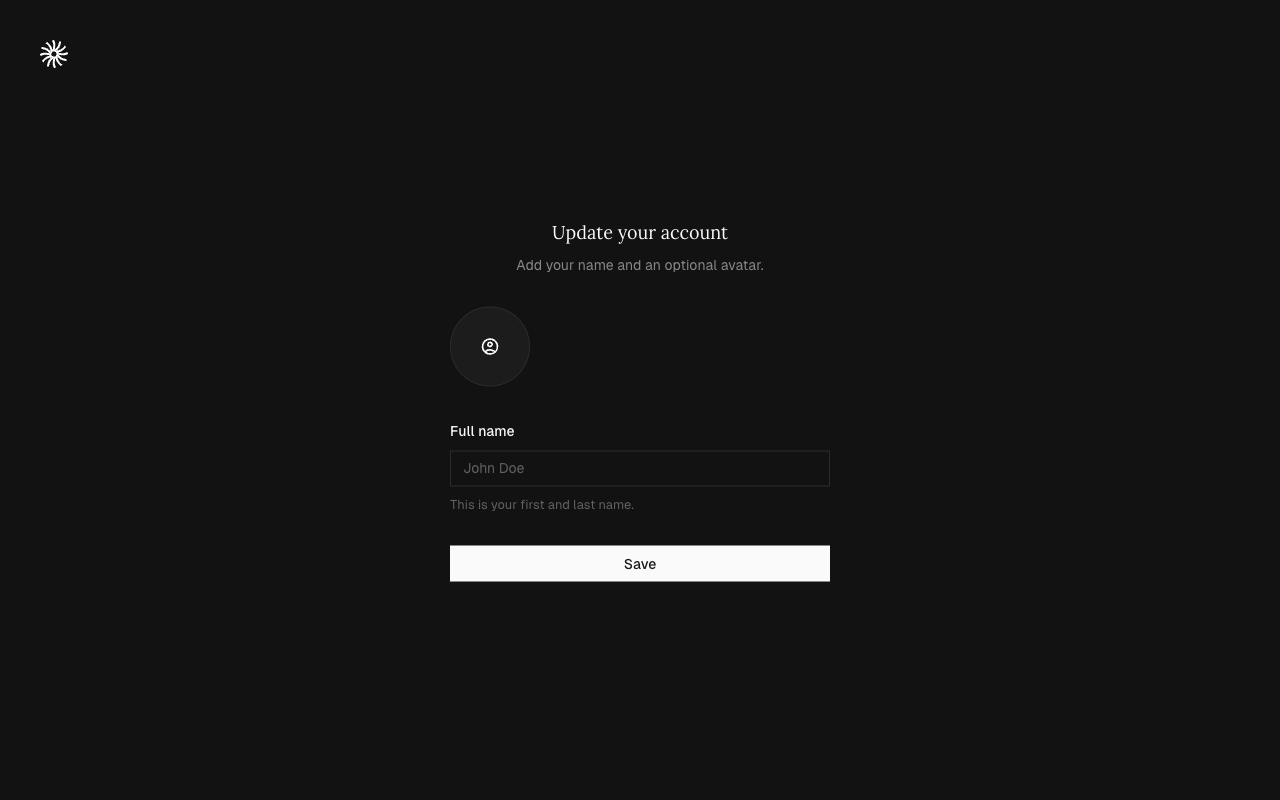 Update your account
Add your name and an optional avatar.
Full name
John Doe
This is your first and last name.
Save